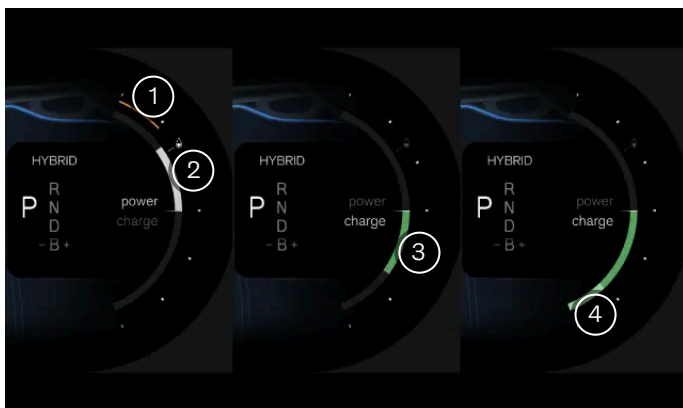 1
2
HYBRID
P
R
N
D
- B +
power
charge
HYBRID
P
R
N
D
- B +
power
charge
3
HYBRID
P
R
N
D
- B +
power
charge
4